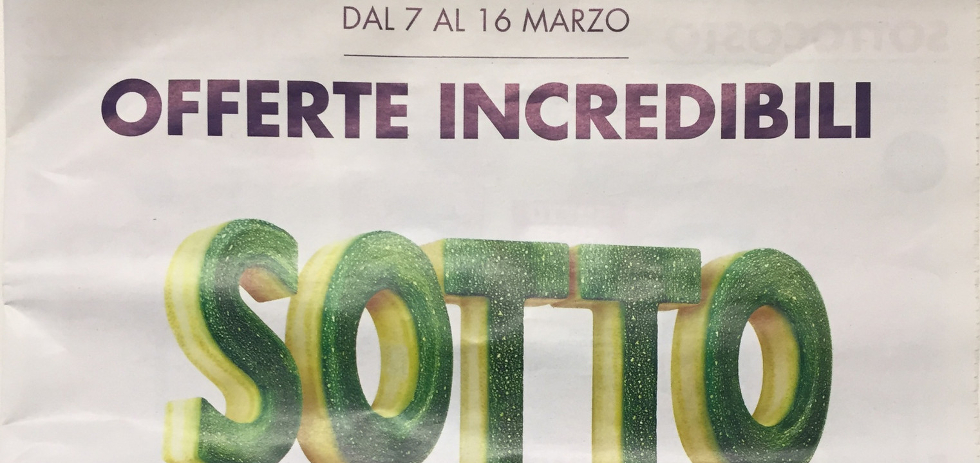 DAL 7 AL 16 MARZO
OFFERTE INCREDIBILI
SOTTO